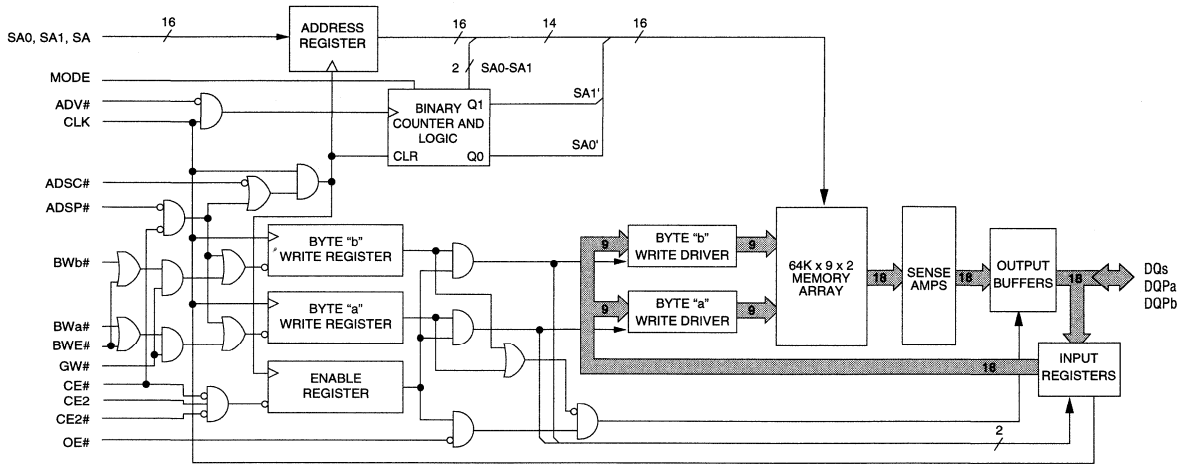 SA0, SA1, SA
16
ADDRESS
REGISTER
16
14
16
2
SA0-SA1
MODE
ADV#
CLK
BINARY
COUNTER AND
LOGIC
Q1
CLR
Q0
SA1'
SA0'
ADSC#
ADSP#
BWb#
BWa#
BWE#
GW#
CE#
CE2
CE2#
OE#
BYTE "b"
WRITE REGISTER
BYTE "a"
WRITE REGISTER
ENABLE
REGISTER
9
BYTE "b"
WRITE DRIVER
9
9
BYTE "a"
WRITE DRIVER
9
64K x 9 x 2
MEMORY
ARRAY
18
SENSE
AMPS
18
OUTPUT
BUFFERS
18
DQs
DQPa
DQPb
INPUT
REGISTERS
18
2